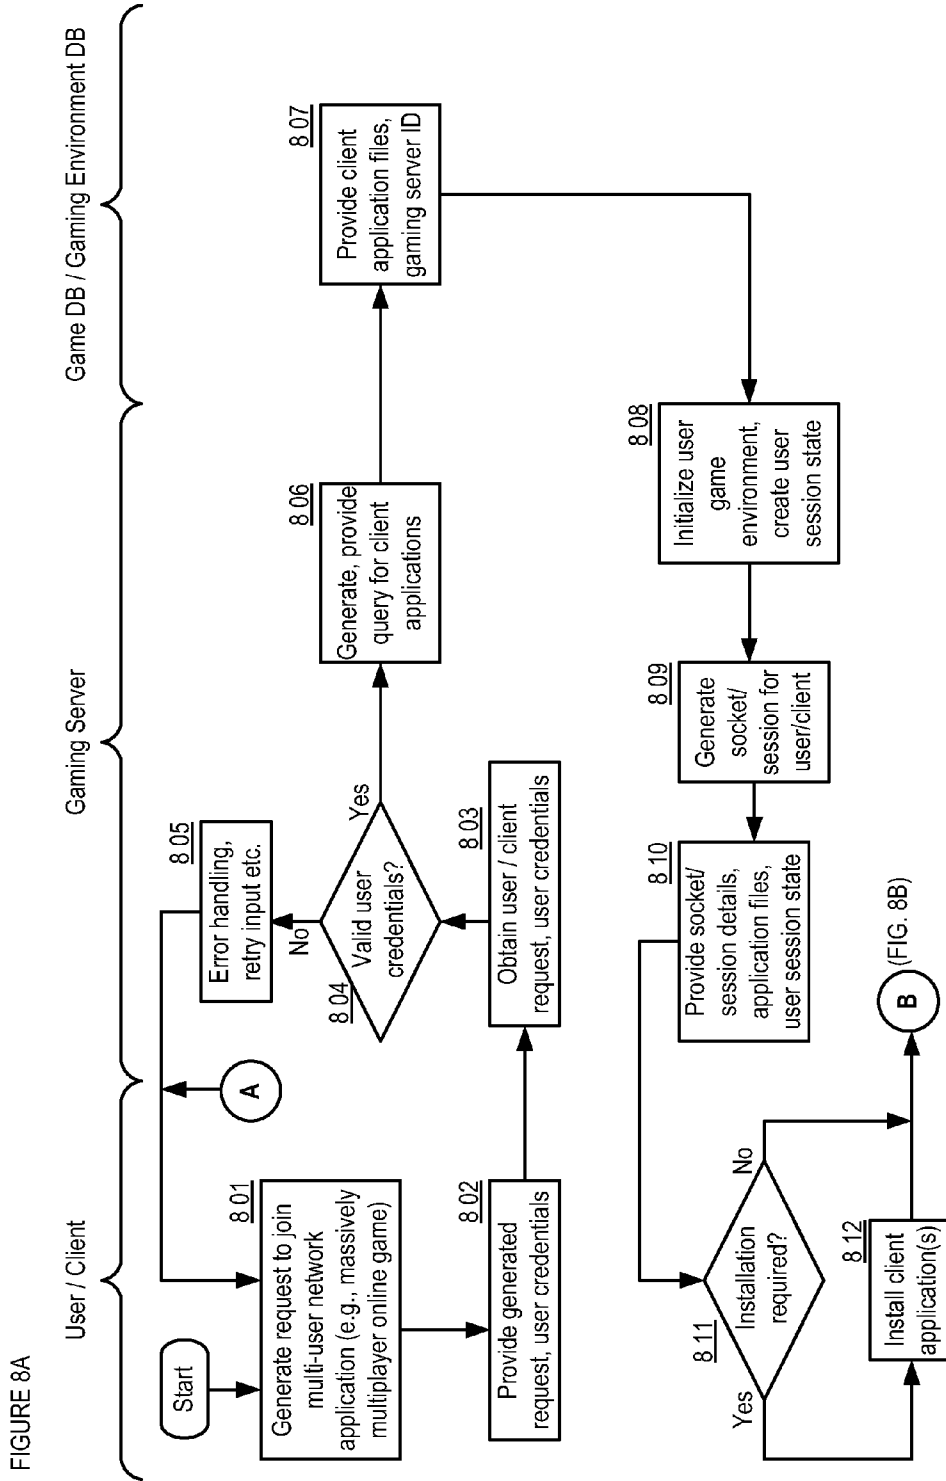 FIGURE 8A
User / Client
Gaming Server
Game DB / Gaming Environment DB
Start
A
8 01
Generate request to join
multi-user network
application (e.g., massively
multiplayer online game)
8 02
Provide generated
request, user credentials
8 03
Obtain user / client
request, user credentials
8 04
Valid user
credentials?
No
Yes
8 05
Error handling,
retry input etc.
8 06
Generate, provide
query for client
applications
8 07
Provide client
application files,
gaming server ID
8 08
Initialize user
game
environment,
create user
session state
8 09
Generate
socket/
session for
user/client
8 10
Provide socket/
session details,
application files,
user session state
8 11
Installation
required?
Yes
No
8 12
Install client
application(s)
B
(FIG. 8B)